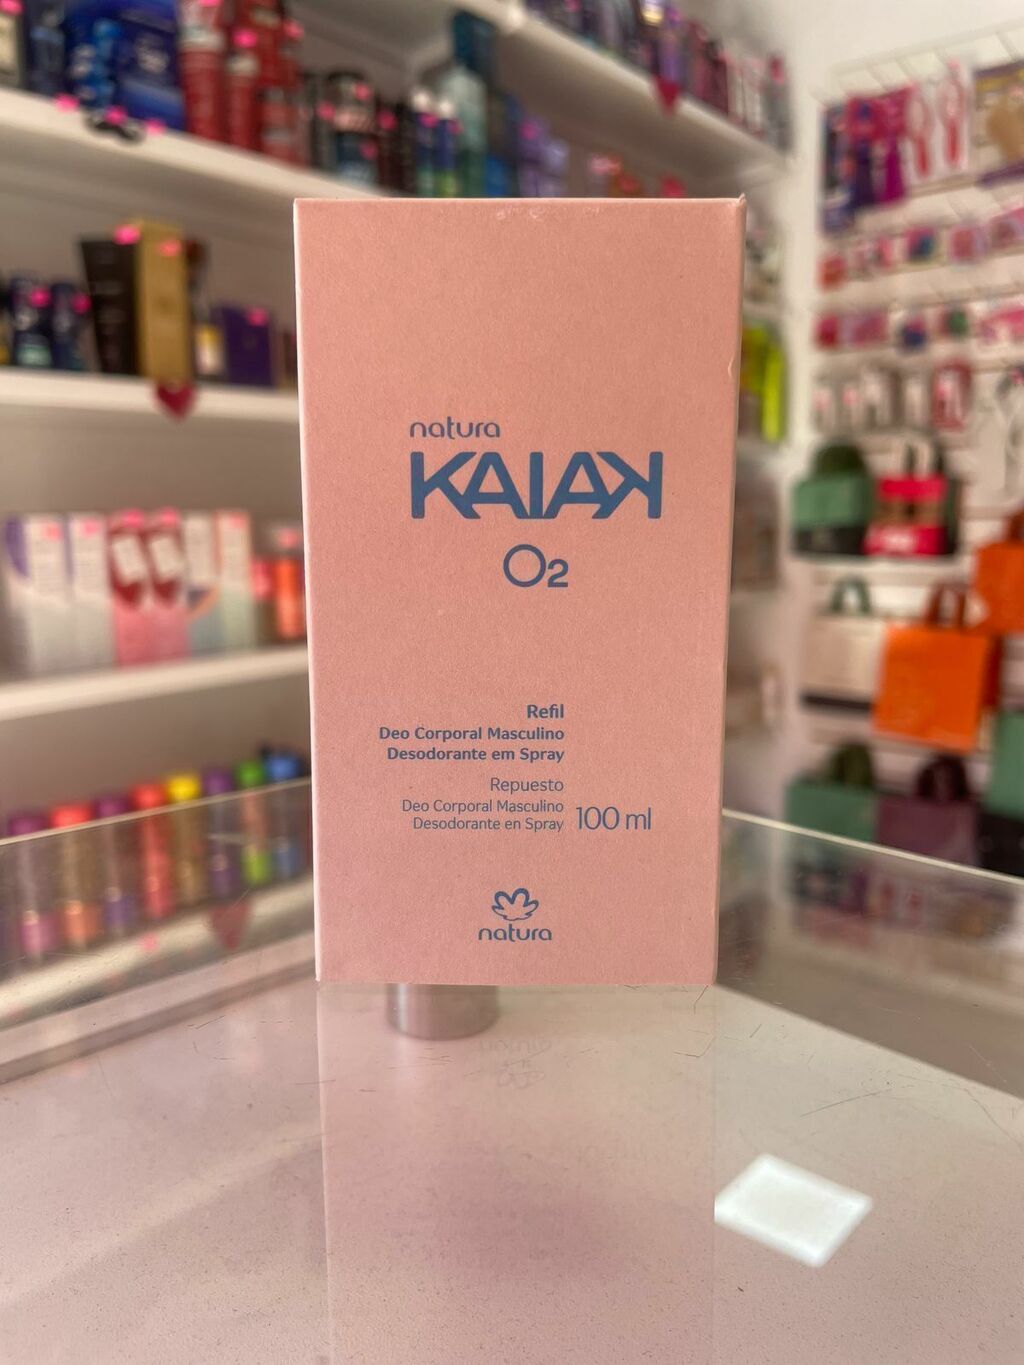 natura
KAIAK
O2
Refil
Deo Corporal Masculino
Desodorante em Spray
Repuesto
Deo Corporal Masculino
Desodorante en Spray 100 ml
natura